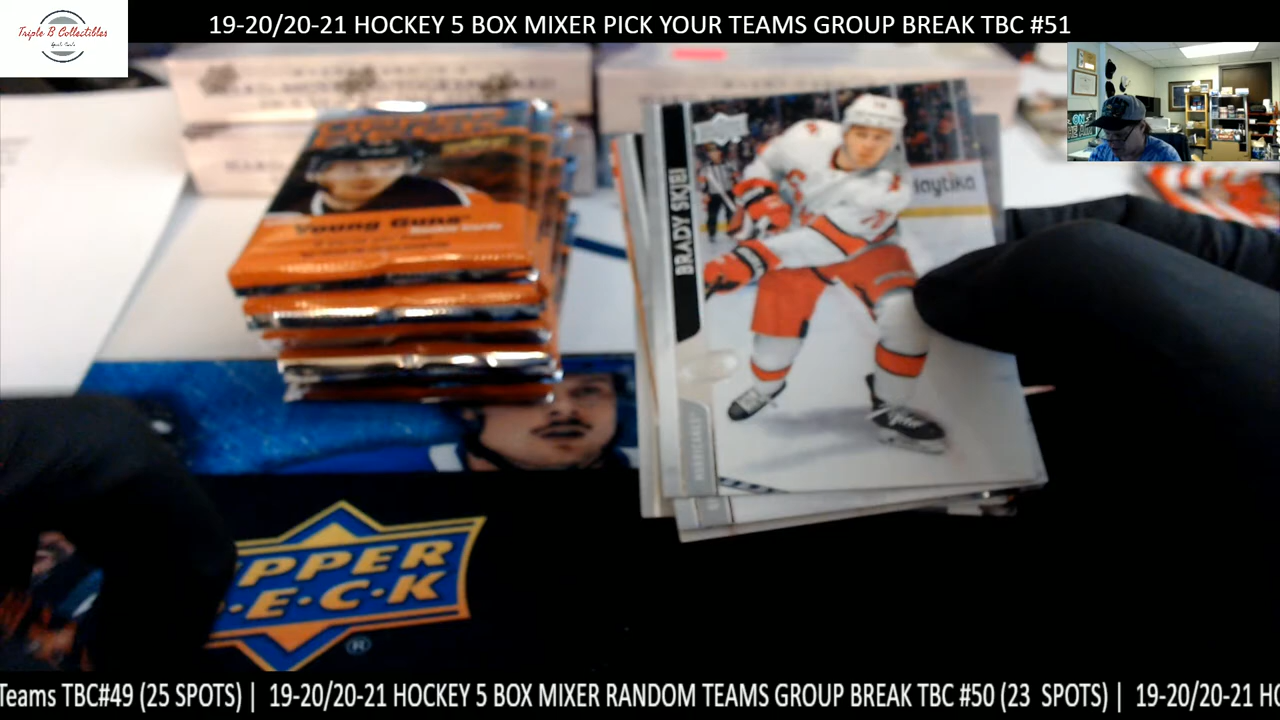 19-20/20-21 HOCKEY 5 BOX MIXER PICK YOUR TEAMS GROUP BREAK TBC #51
Triple B Collectibles
Young Guns
BRADY SKJEI
HURRICANES
UPPER
D·E·C·K
®
Teams TBC#49 (25 SPOTS) | 19-20/20-21 HOCKEY 5 BOX MIXER RANDOM TEAMS GROUP BREAK TBC #50 (23 SPOTS) | 19-20/20-21 HO